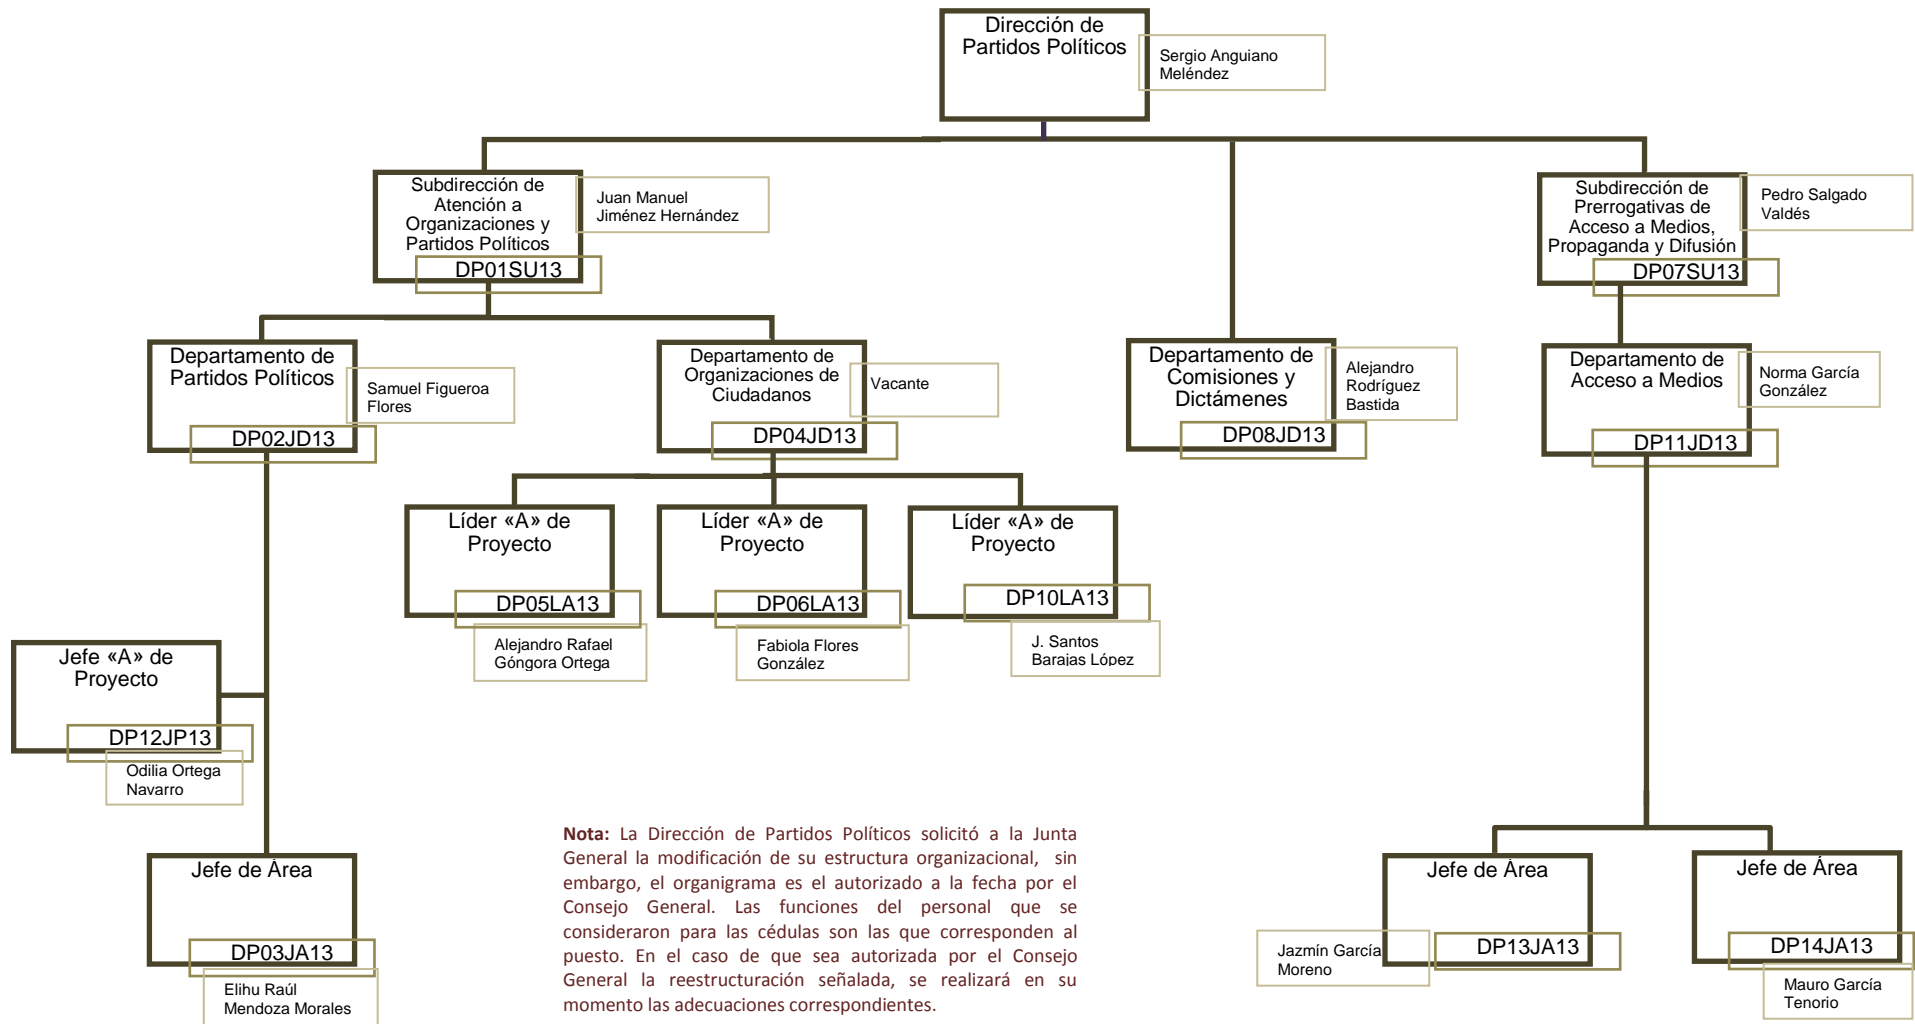 Dirección de
Partidos Políticos
Sergio Anguiano
Meléndez
Subdirección de
Atención a
Organizaciones y
Partidos Políticos
DP01SU13
Juan Manuel
Jiménez Hernández
Subdirección de
Prerrogativas de
Acceso a Medios,
Propaganda y Difusión
DP07SU13
Pedro Salgado
Valdés
Departamento de
Partidos Políticos
DP02JD13
Samuel Figueroa
Flores
Departamento de
Organizaciones de
Ciudadanos
DP04JD13
Vacante
Departamento de
Comisiones y
Dictámenes
DP08JD13
Alejandro
Rodríguez
Bastida
Departamento de
Acceso a Medios
DP11JD13
Norma García
González
Líder «A» de
Proyecto
DP05LA13
Alejandro Rafael
Góngora Ortega
Líder «A» de
Proyecto
DP06LA13
Fabiola Flores
González
Líder «A» de
Proyecto
DP10LA13
J. Santos
Barajas López
Jefe «A» de
Proyecto
DP12JP13
Odilia Ortega
Navarro
Jefe de Área
DP03JA13
Elihu Raúl
Mendoza Morales
Nota: La Dirección de Partidos Políticos solicitó a la Junta
General la modificación de su estructura organizacional, sin
embargo, el organigrama es el autorizado a la fecha por el
Consejo General. Las funciones del personal que se
consideraron para las cédulas son las que corresponden al
puesto. En el caso de que sea autorizada por el Consejo
General la reestructuración señalada, se realizará en su
momento las adecuaciones correspondientes.
Jefe de Área
DP13JA13
Jazmín García
Moreno
Jefe de Área
DP14JA13
Mauro García
Tenorio